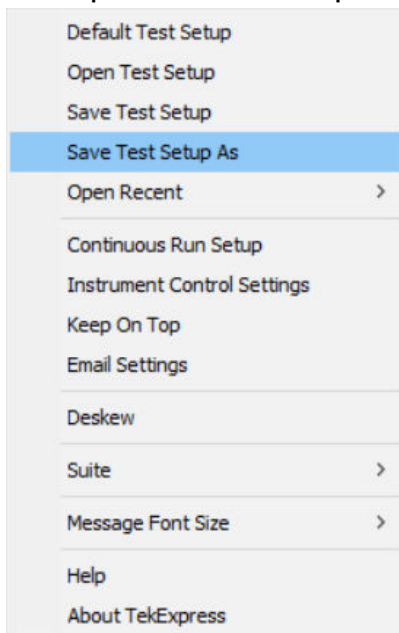 Default Test Setup
Open Test Setup
Save Test Setup
Save Test Setup As
Open Recent
Continuous Run Setup
Instrument Control Settings
Keep On Top
Email Settings
Deskew
Suite
Message Font Size
Help
About TekExpress